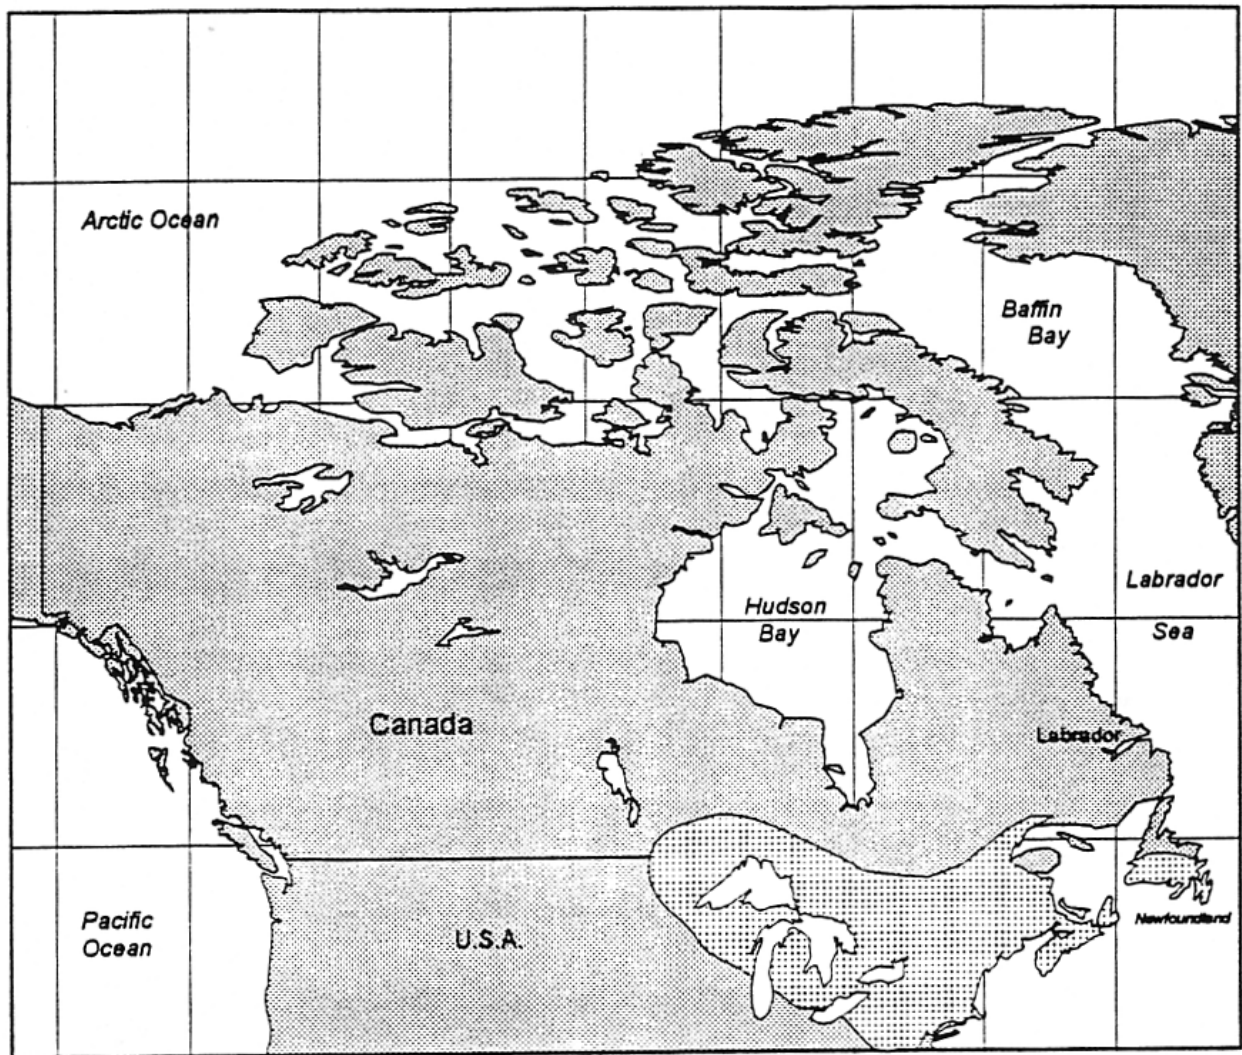 Arctic Ocean
Baffin
Bay
Labrador
Sea
Hudson
Bay
Canada
Labrador
Pacific
Ocean
U.S.A.
Newfoundland